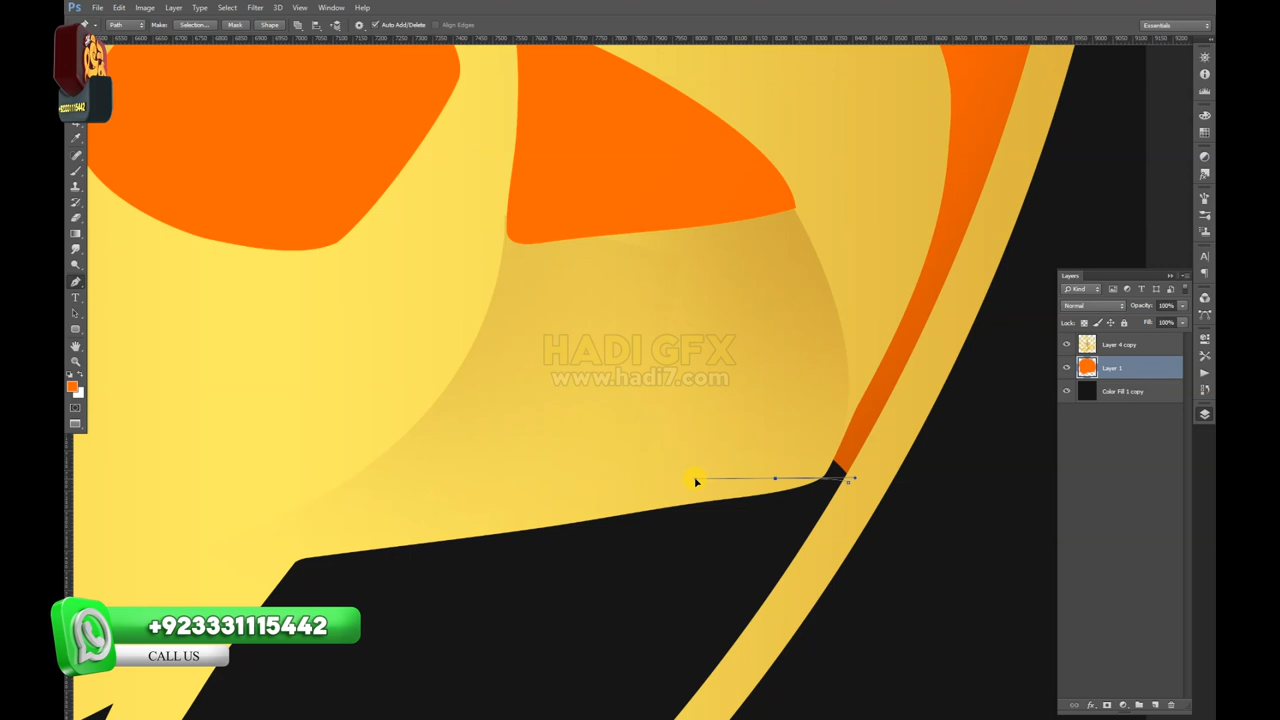 Ps File Edit Image Layer Type Select Filter 3D View Window Help
Path Make: Selection... Mask Shape Auto Add/Delete Align Edges Essentials
+923331115442
Layers
Kind
Normal Opacity: 100%
Lock: Fill: 100%
Layer 4 copy
Layer 1
Color Fill 1 copy
HADI GFX
www.hadi7.com
+923331115442
CALL US